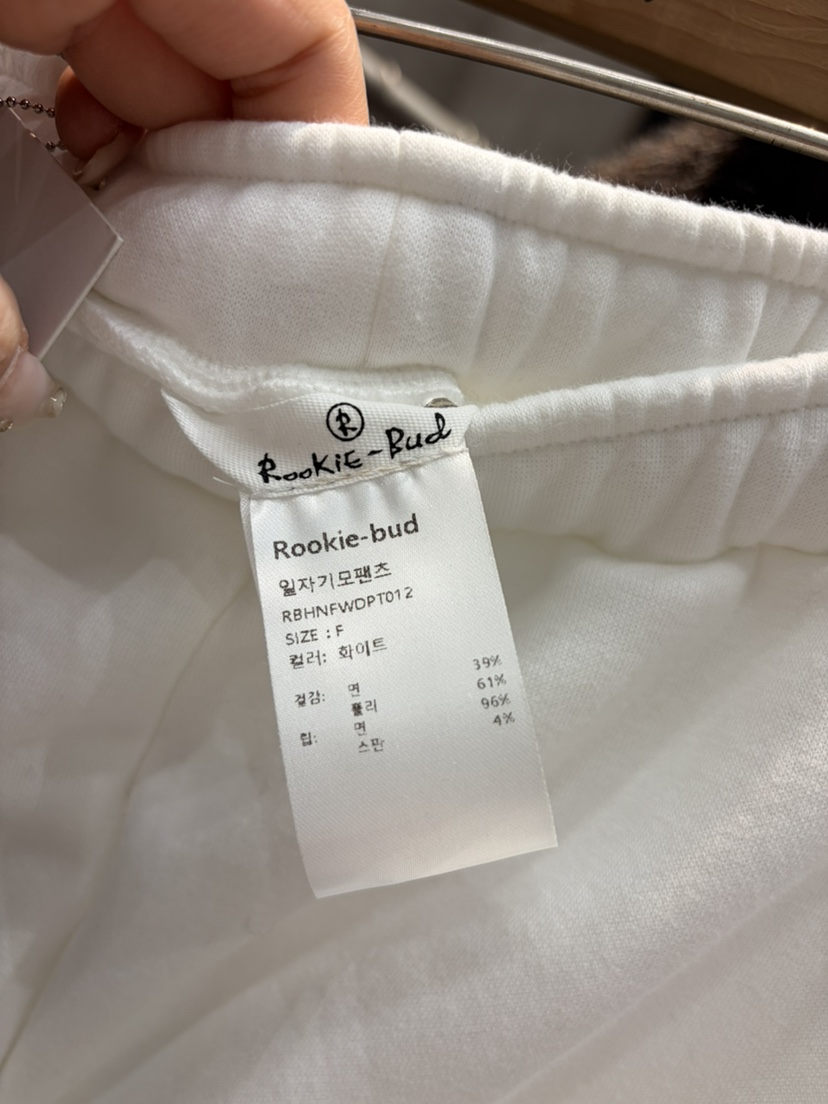 R
RooKiE-Bud
Rookie-bud
일자기모팬츠
RBHNFWDPT012
SIZE : F
컬러: 화이트
겉감: 면 39%
폴리 61%
립: 면 96%
스판 4%